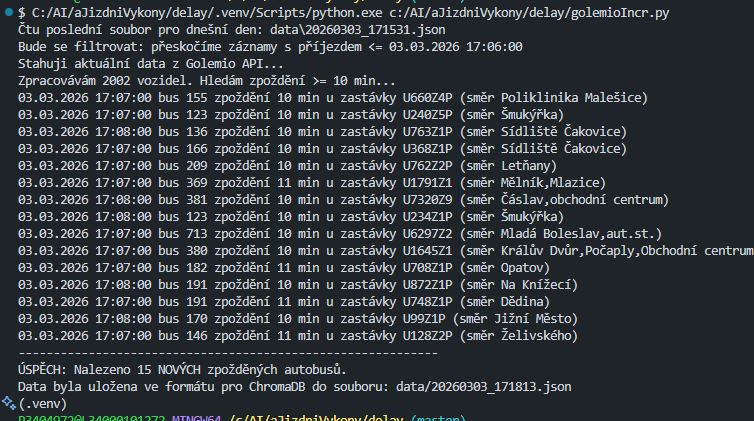 $ C:/AI/aJizdniVykony/delay/.venv/Scripts/python.exe c:/AI/aJizdniVykony/delay/golemioIncr.py
Čtu poslední soubor pro dnešní den: data\20260303_171531.json
Bude se filtrovat: přeskočíme záznamy s příjezdem <= 03.03.2026 17:06:00
Stahuji aktuální data z Golemio API...
Zpracovávám 2002 vozidel. Hledám zpoždění >= 10 min...
03.03.2026 17:07:00 bus 155 zpoždění 10 min u zastávky U660Z4P (směr Poliklinika Malešice)
03.03.2026 17:07:00 bus 123 zpoždění 10 min u zastávky U240Z5P (směr Šmukýřka)
03.03.2026 17:08:00 bus 136 zpoždění 10 min u zastávky U763Z1P (směr Sídliště Čakovice)
03.03.2026 17:07:00 bus 166 zpoždění 10 min u zastávky U368Z1P (směr Sídliště Čakovice)
03.03.2026 17:07:00 bus 209 zpoždění 10 min u zastávky U762Z2P (směr Letňany)
03.03.2026 17:07:00 bus 369 zpoždění 11 min u zastávky U1791Z1 (směr Mělník,Mlazice)
03.03.2026 17:08:00 bus 381 zpoždění 10 min u zastávky U7320Z9 (směr Čáslav,obchodní centrum)
03.03.2026 17:08:00 bus 123 zpoždění 10 min u zastávky U234Z1P (směr Šmukýřka)
03.03.2026 17:07:00 bus 713 zpoždění 10 min u zastávky U6297Z2 (směr Mladá Boleslav,aut.st.)
03.03.2026 17:07:00 bus 380 zpoždění 10 min u zastávky U1645Z1 (směr Králův Dvůr,Počaply,Obchodní centrum
03.03.2026 17:07:00 bus 182 zpoždění 11 min u zastávky U708Z1P (směr Opatov)
03.03.2026 17:08:00 bus 191 zpoždění 10 min u zastávky U872Z1P (směr Na Knížecí)
03.03.2026 17:07:00 bus 191 zpoždění 11 min u zastávky U748Z1P (směr Dědina)
03.03.2026 17:08:00 bus 170 zpoždění 10 min u zastávky U99Z1P (směr Jižní Město)
03.03.2026 17:07:00 bus 146 zpoždění 11 min u zastávky U128Z2P (směr Želivského)
------------------------------------------------------------
ÚSPĚCH: Nalezeno 15 NOVÝCH zpožděných autobusů.
Data byla uložena ve formátu pro ChromaDB do souboru: data/20260303_171813.json
(.venv)